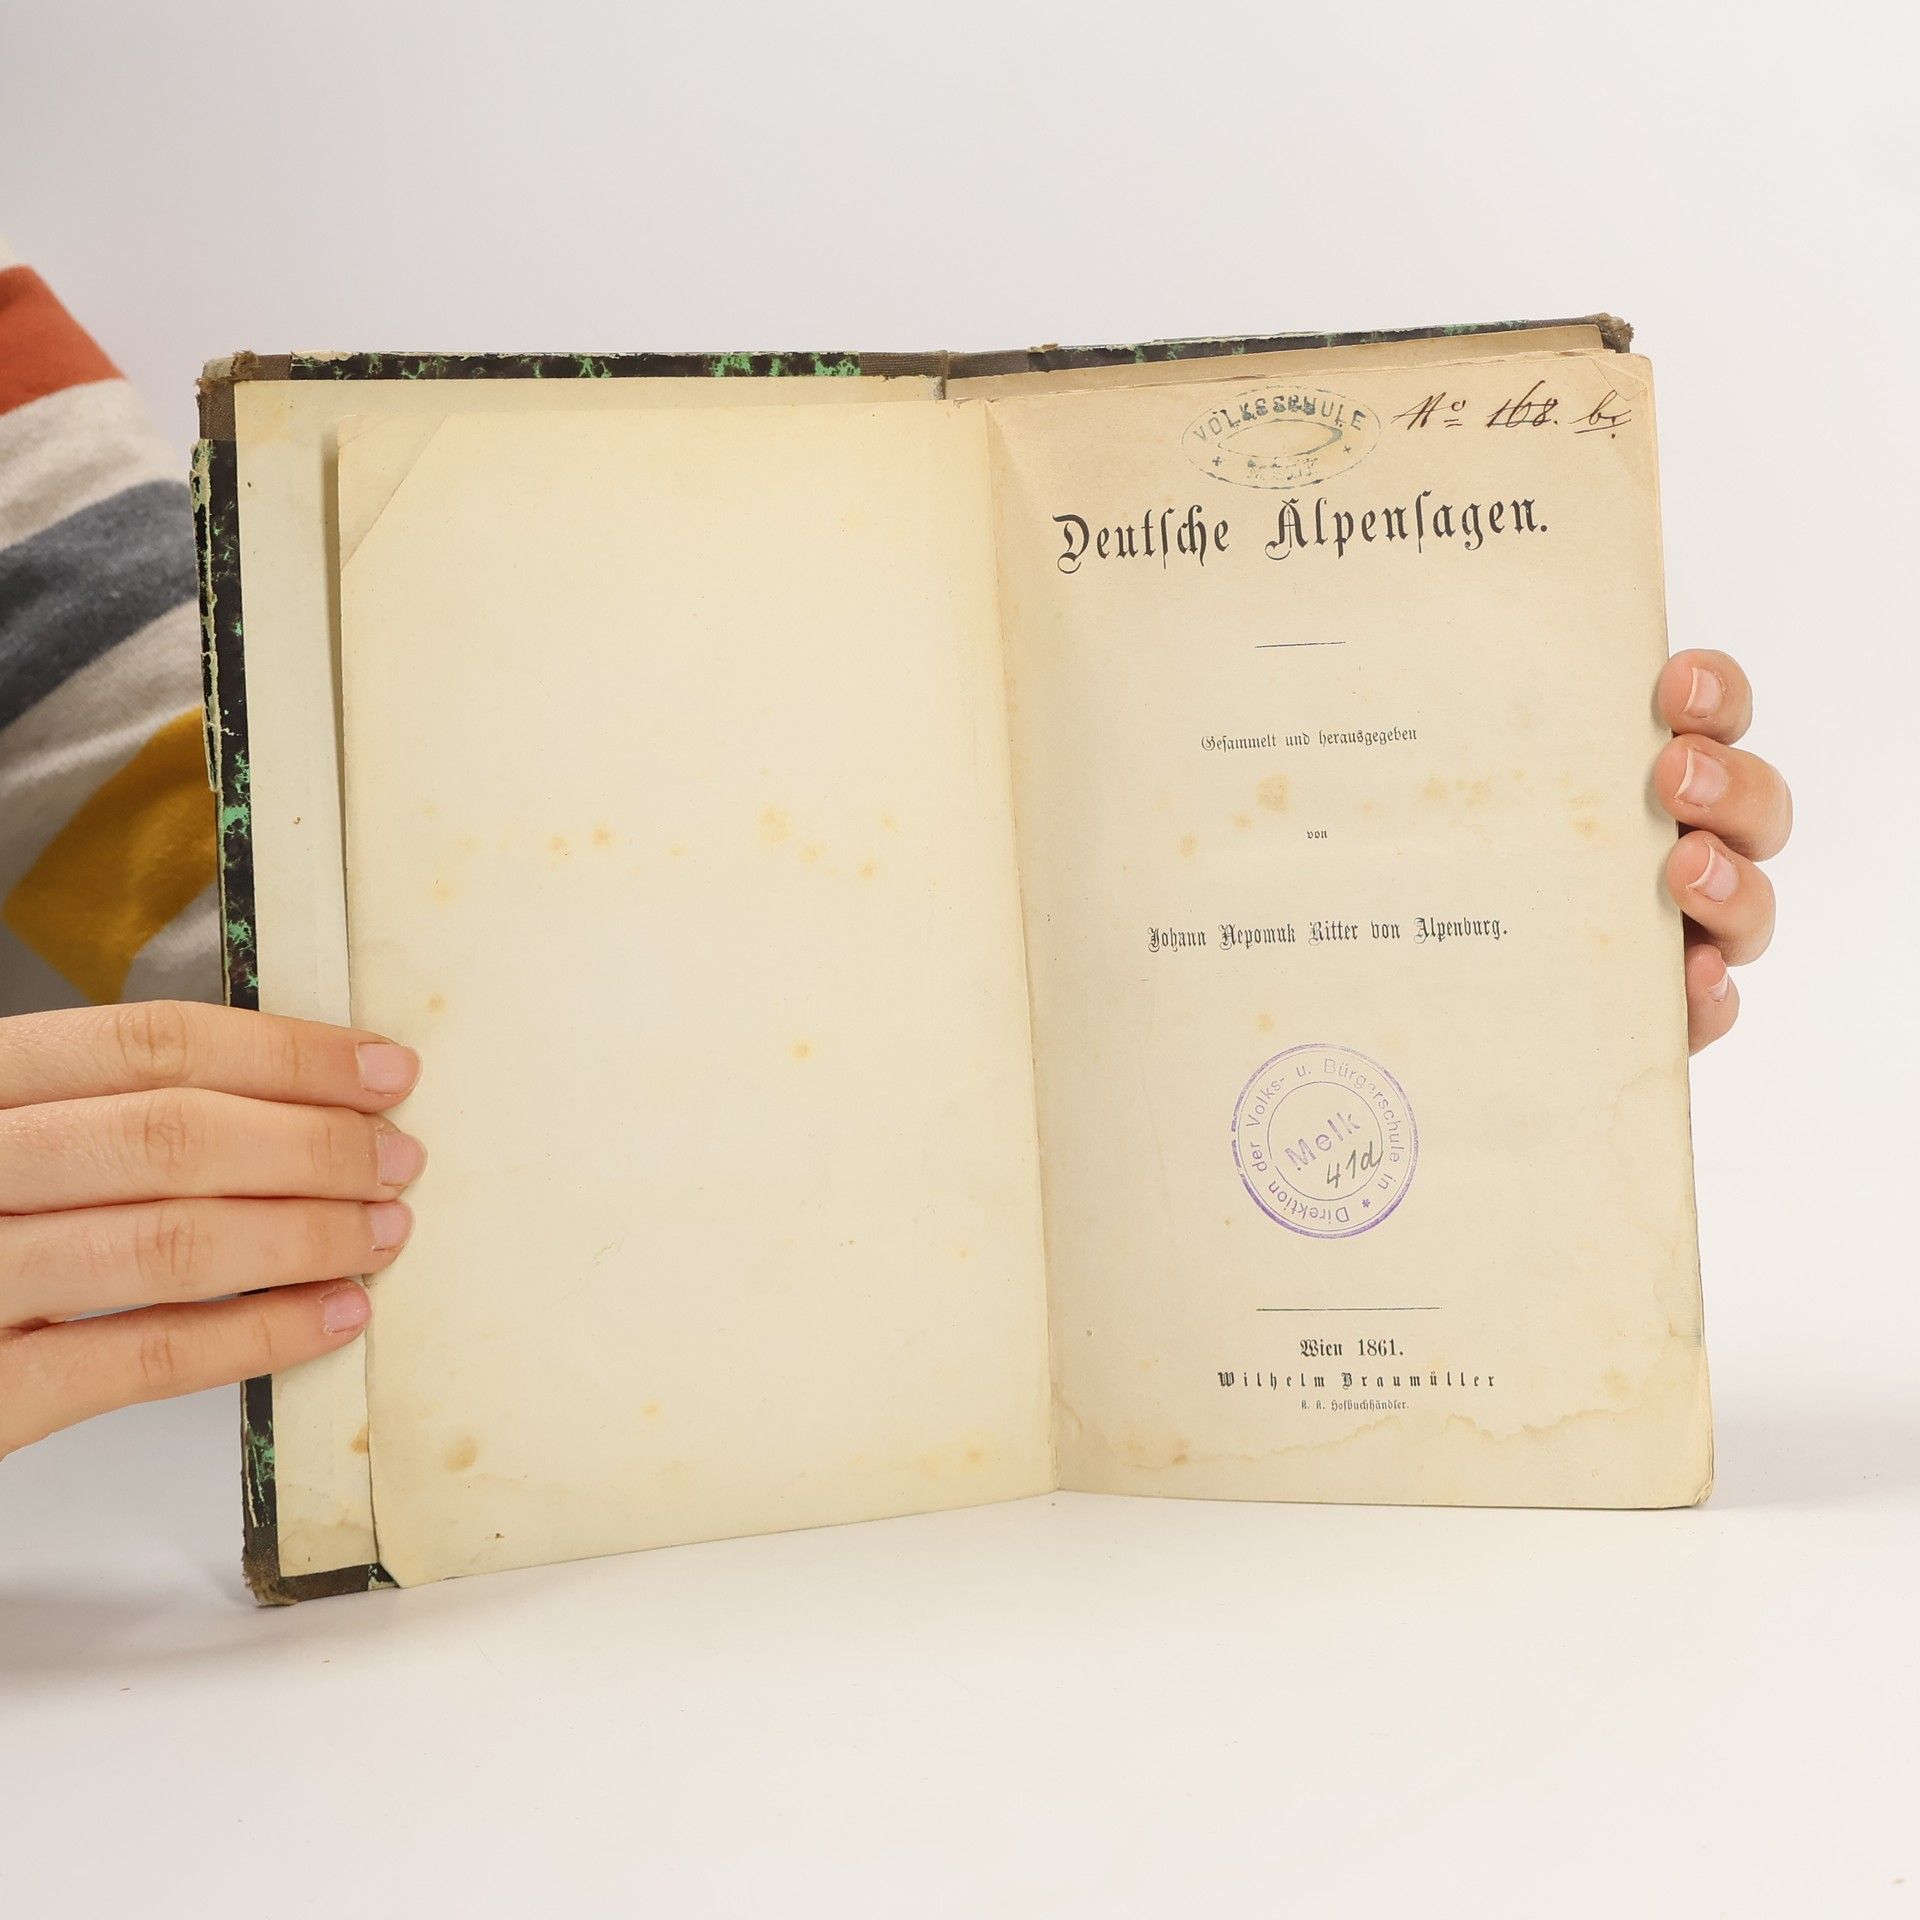 VOLKSSCHULE
MELK
No 168. b.
Deutſche Alpenſagen.
Geſammelt und herausgegeben
von
Johann Nepomuk Ritter von Alpenburg.
Direktion der Volks- u. Bürgerschule in
Melk
41d
Wien 1861.
Wilhelm Braumüller
k. k. Hofbuchhändler.